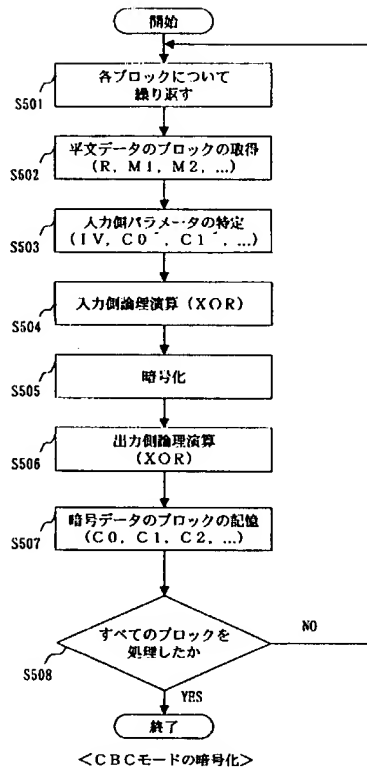 開始
S501
各ブロックについて
繰り返す
S502
平文データのブロックの取得
(R, M1, M2, ...)
S503
入力側パラメータの特定
(IV, C0´, C1´, ...)
S504
入力側論理演算(XOR)
S505
暗号化
S506
出力側論理演算
(XOR)
S507
暗号データのブロックの記憶
(C0, C1, C2, ...)
S508
すべてのブロックを
処理したか
NO
YES
終了
<CBCモードの暗号化>